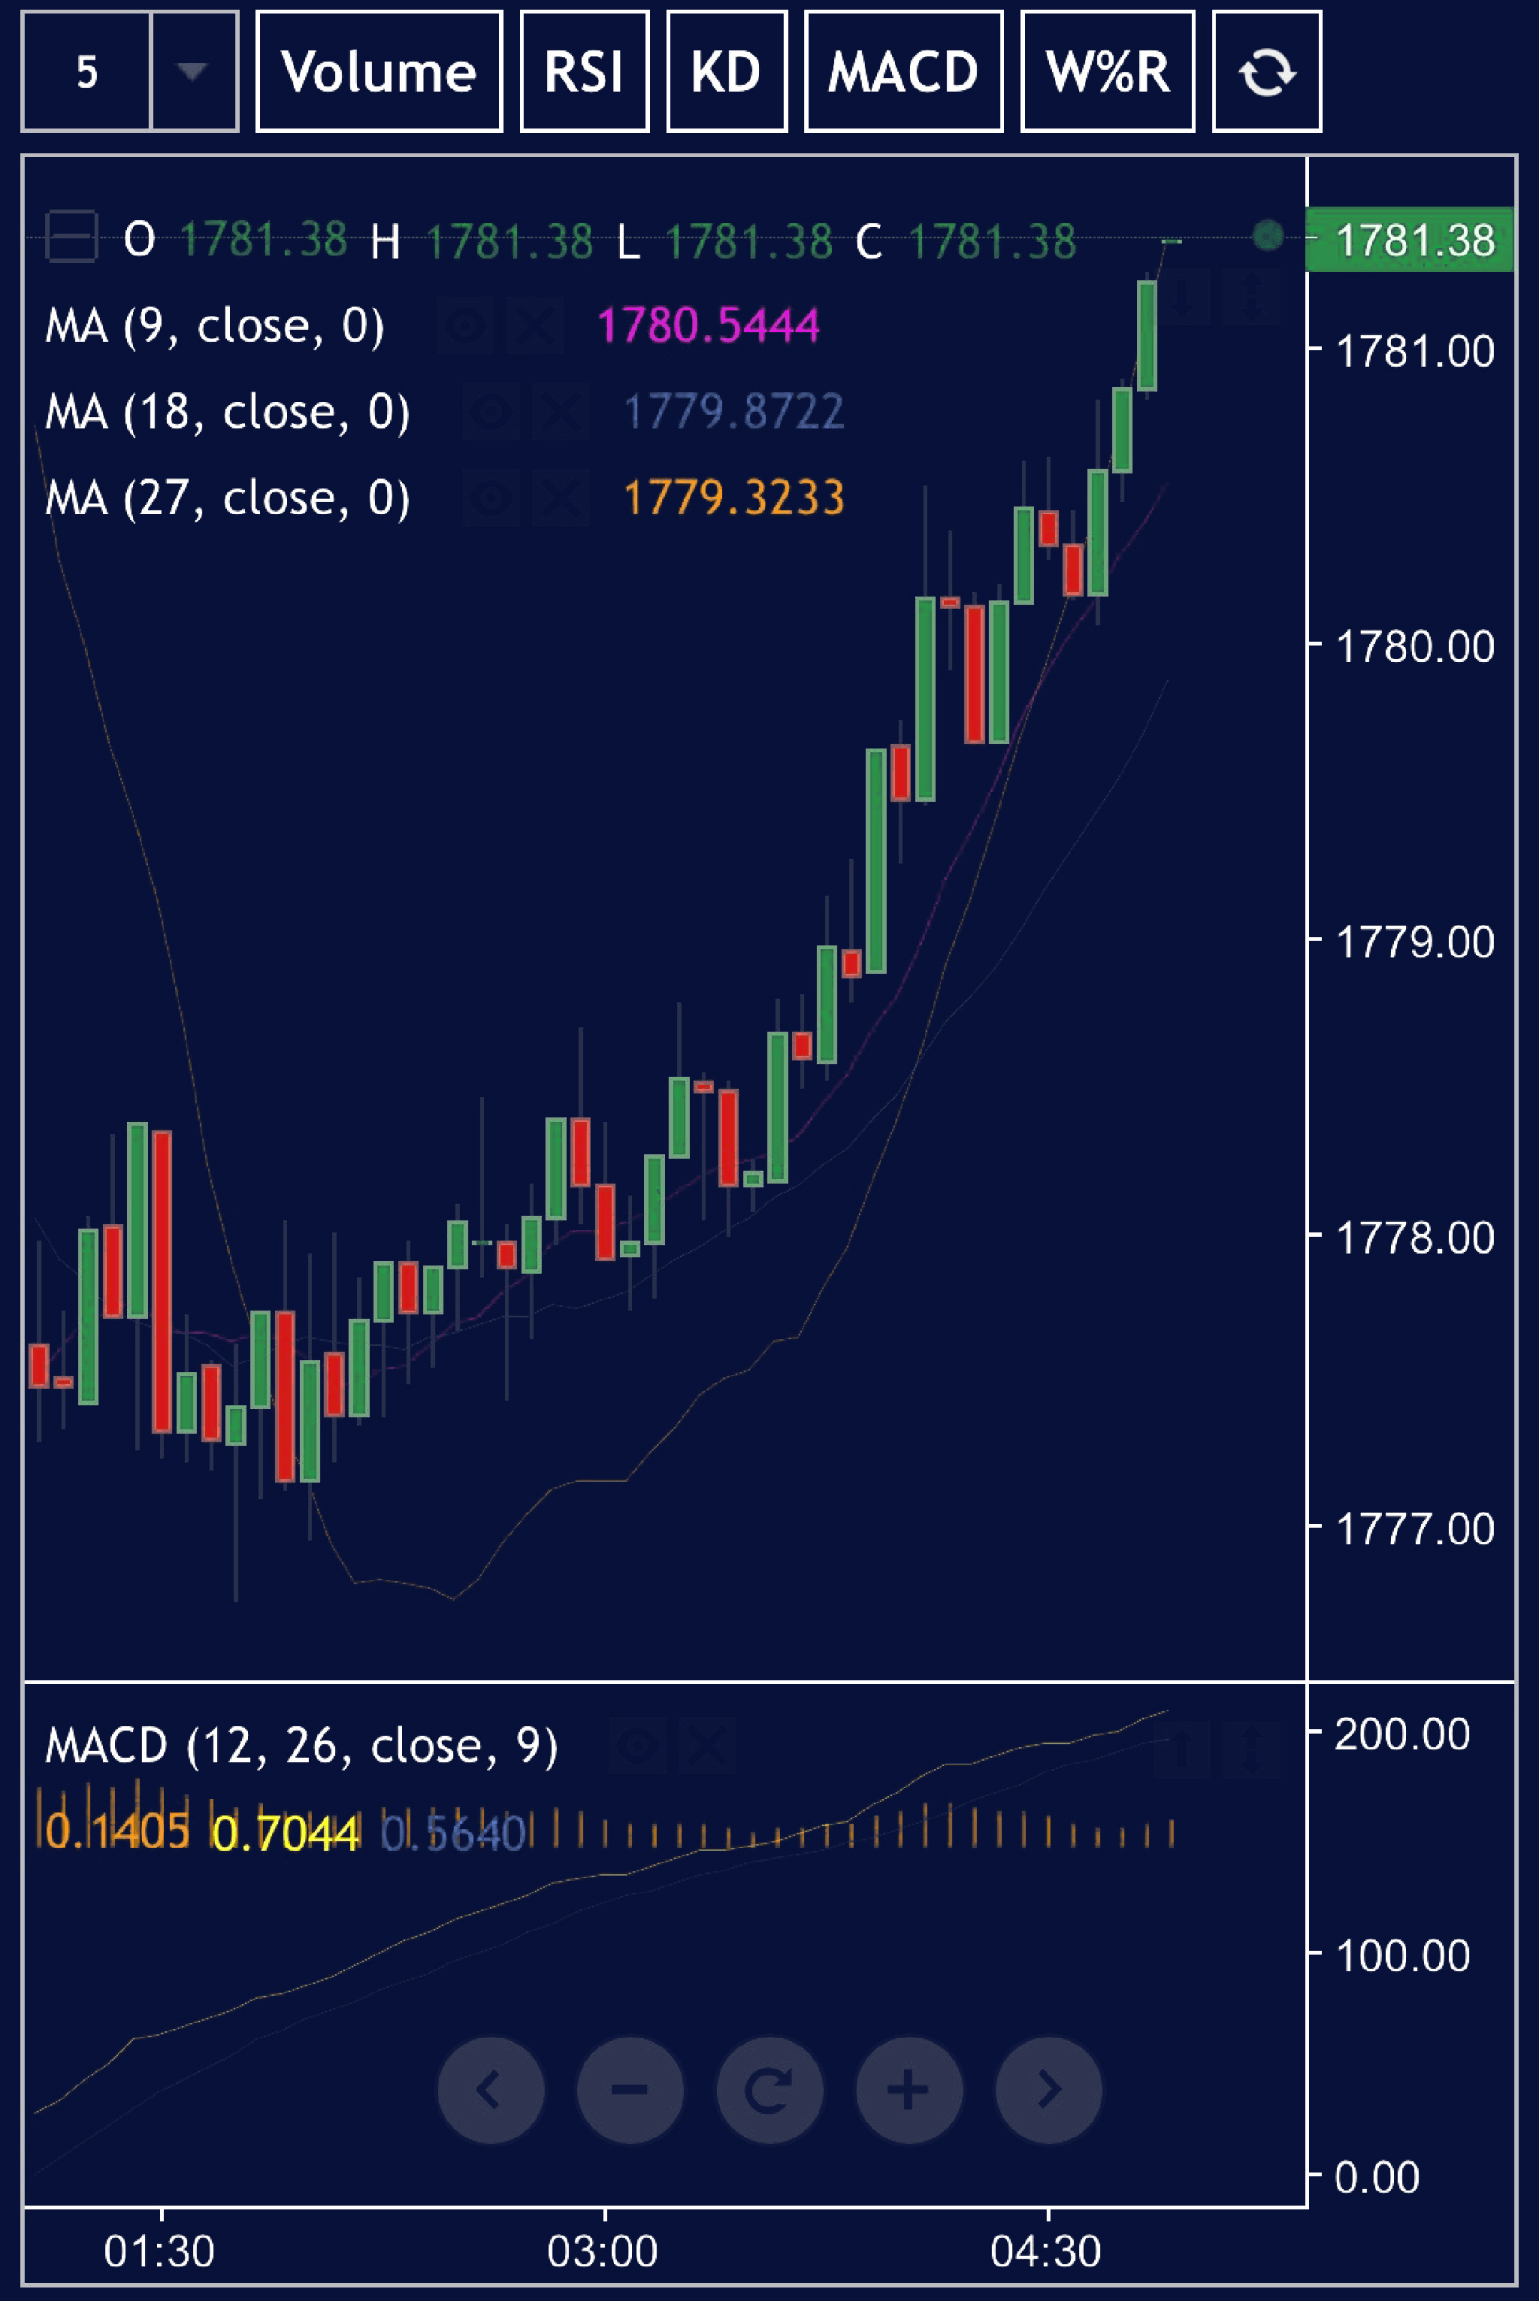 5 Volume RSI KD MACD W%R
O 1781.38 H 1781.38 L 1781.38 C 1781.38 1781.38
MA (9, close, 0) 1780.5444
1781.00
MA (18, close, 0) 1779.8722
MA (27, close, 0) 1779.3233
1780.00
1779.00
1778.00
1777.00
MACD (12, 26, close, 9)
200.00
0.1405 0.7044 0.5640
100.00
0.00
01:30 03:00 04:30